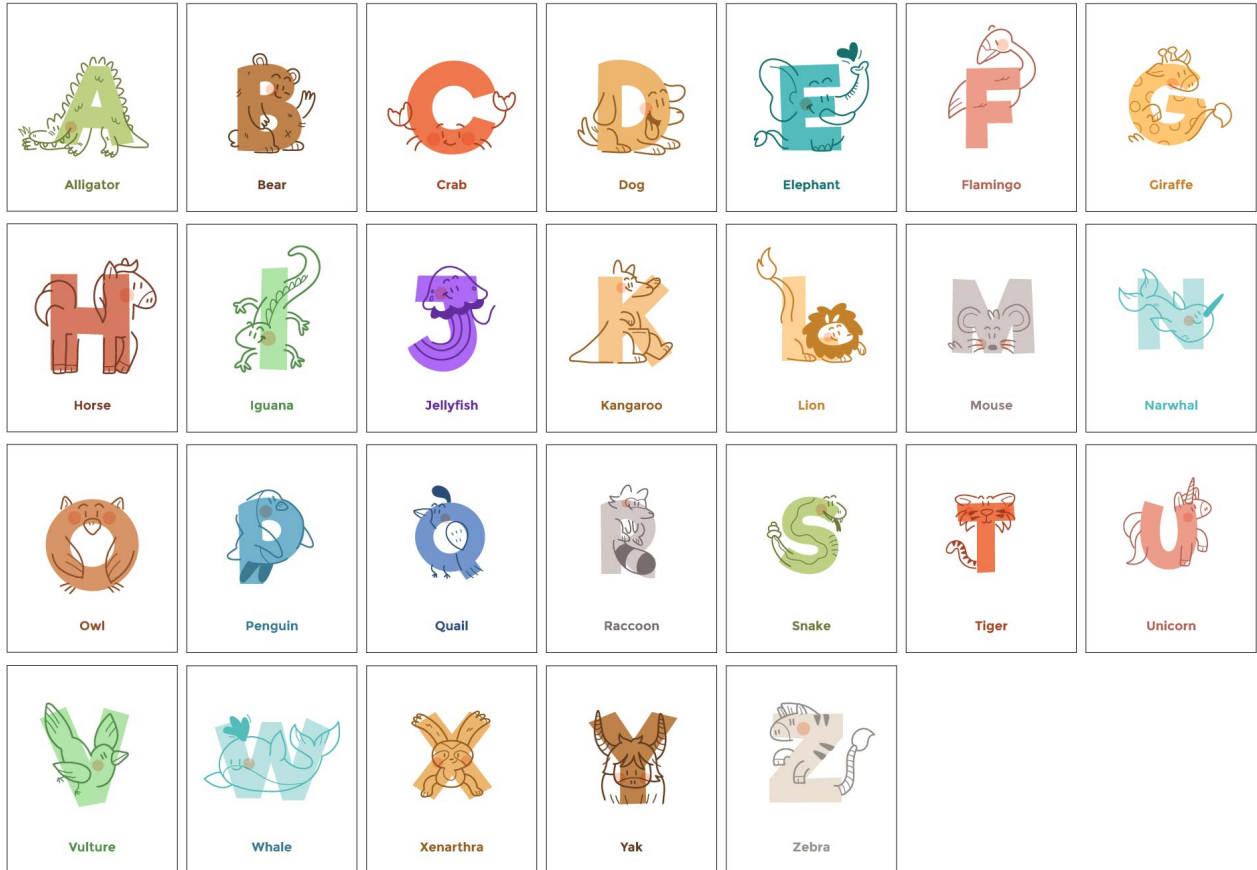 A
Alligator
B
Bear
C
Crab
D
Dog
E
Elephant
F
Flamingo
G
Giraffe
H
Horse
I
Iguana
J
Jellyfish
K
Kangaroo
L
Lion
M
Mouse
N
Narwhal
O
Owl
P
Penguin
Q
Quail
R
Raccoon
S
Snake
T
Tiger
U
Unicorn
V
Vulture
W
Whale
X
Xenarthra
Y
Yak
Z
Zebra